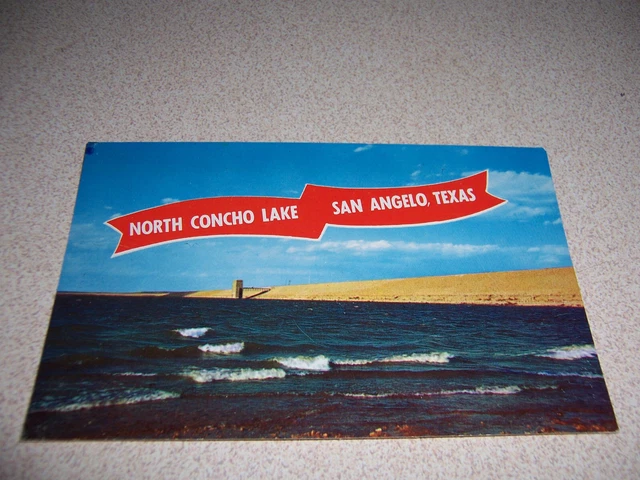 NORTH CONCHO LAKE
SAN ANGELO, TEXAS